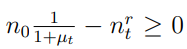 $n_0 \frac{1}{1+\mu_t} - n_t^r \geq 0$